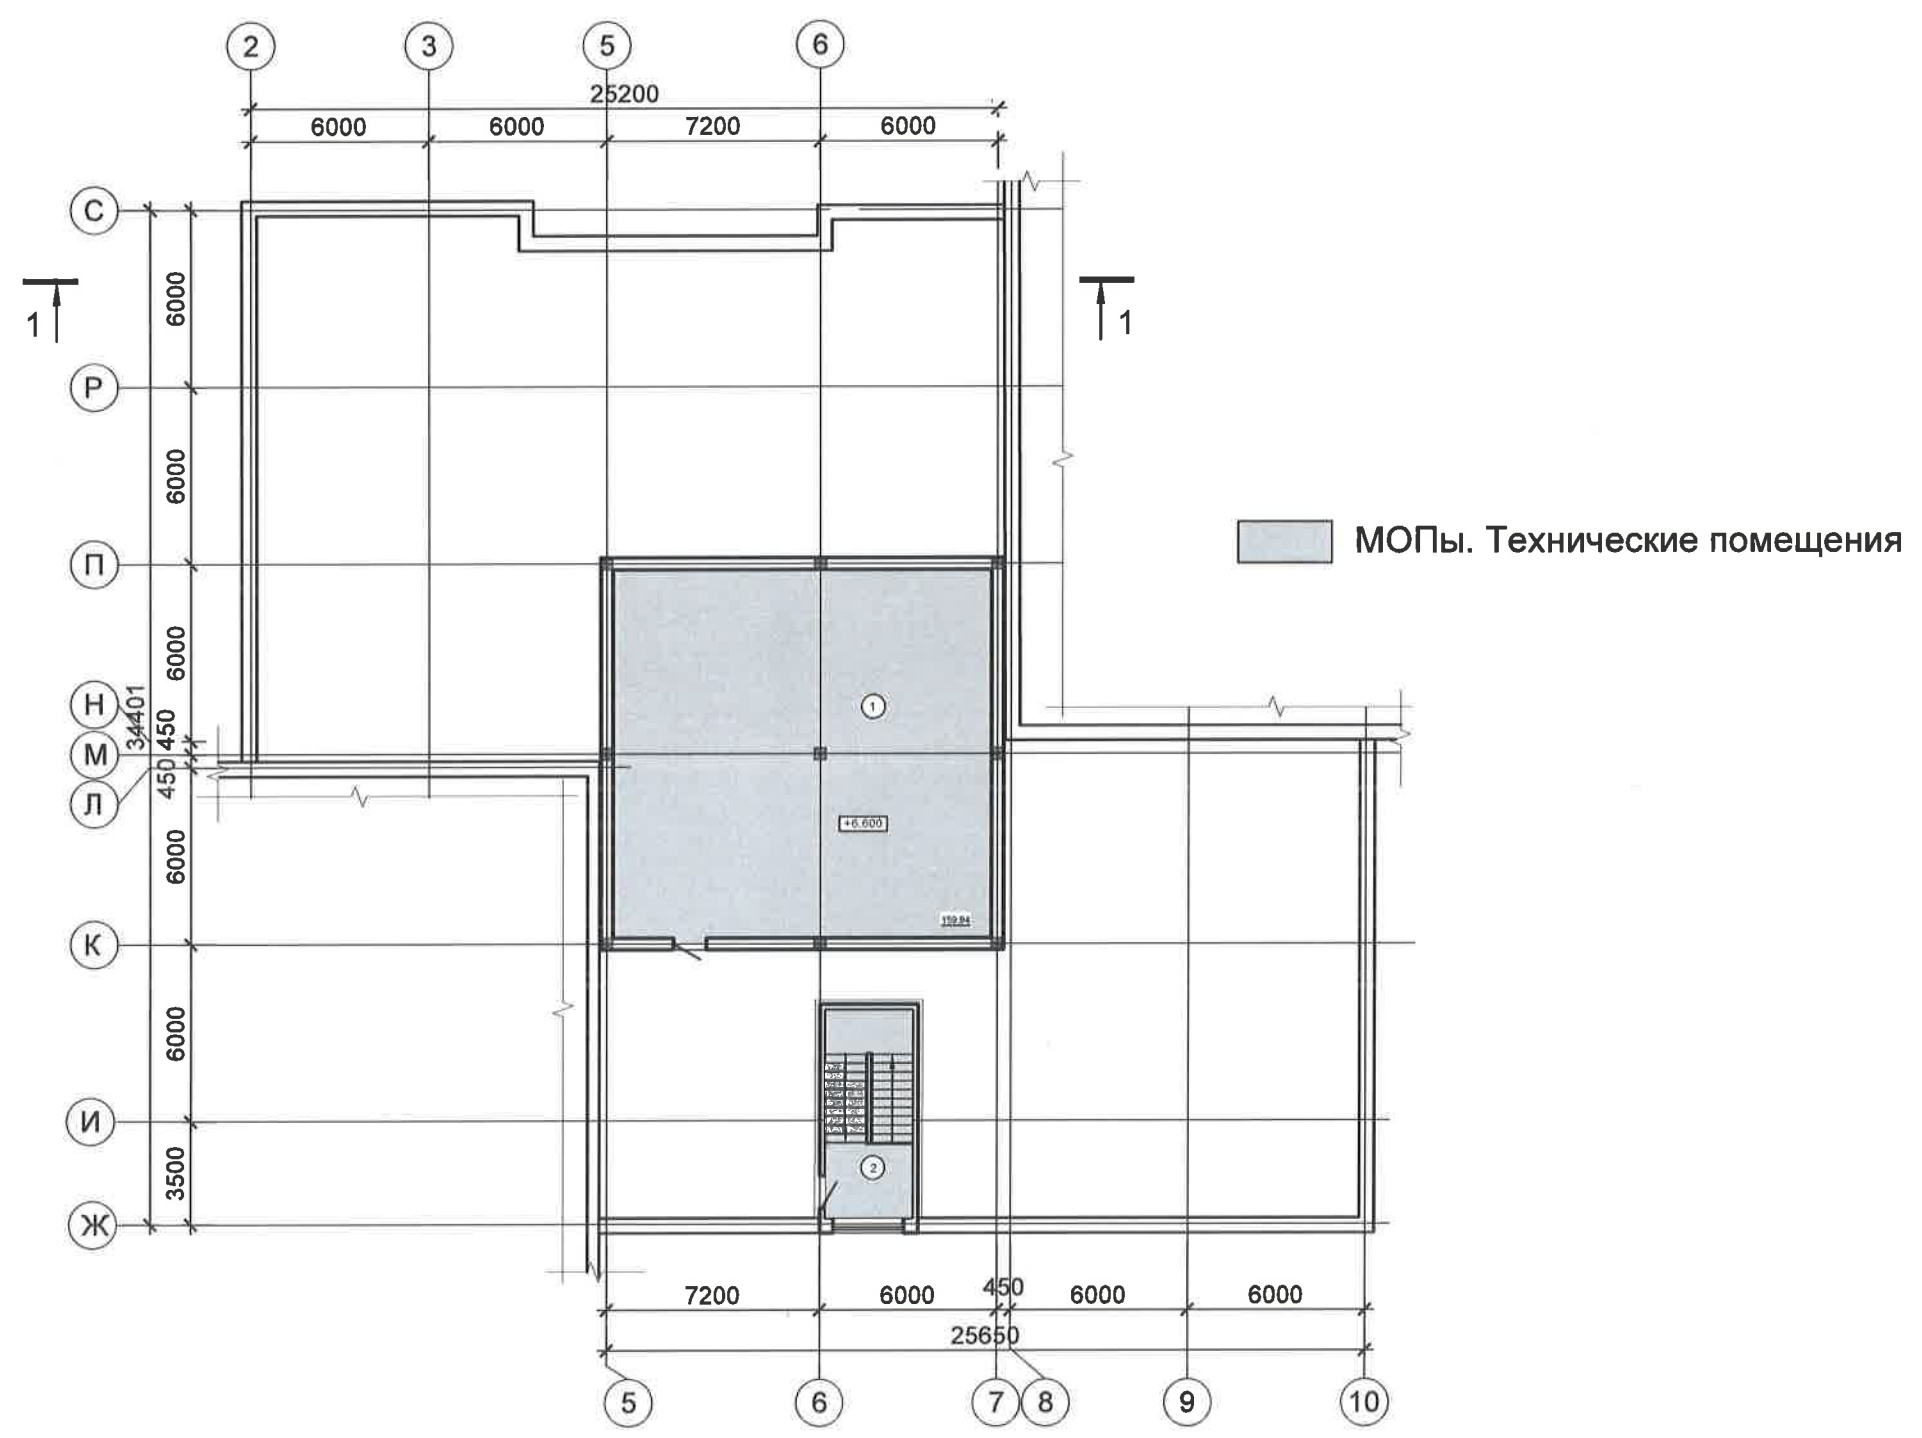 2 3 5 6
25200
6000 6000 7200 6000
С
6000
1 1
Р
6000
П
МОПы. Технические помещения
6000
Н
34401
450
1
М
450
Л
+6.600
6000
159.94
К
6000
И
2
3500
Ж
450
7200 6000 6000 6000
25650
5 6 7 8 9 10